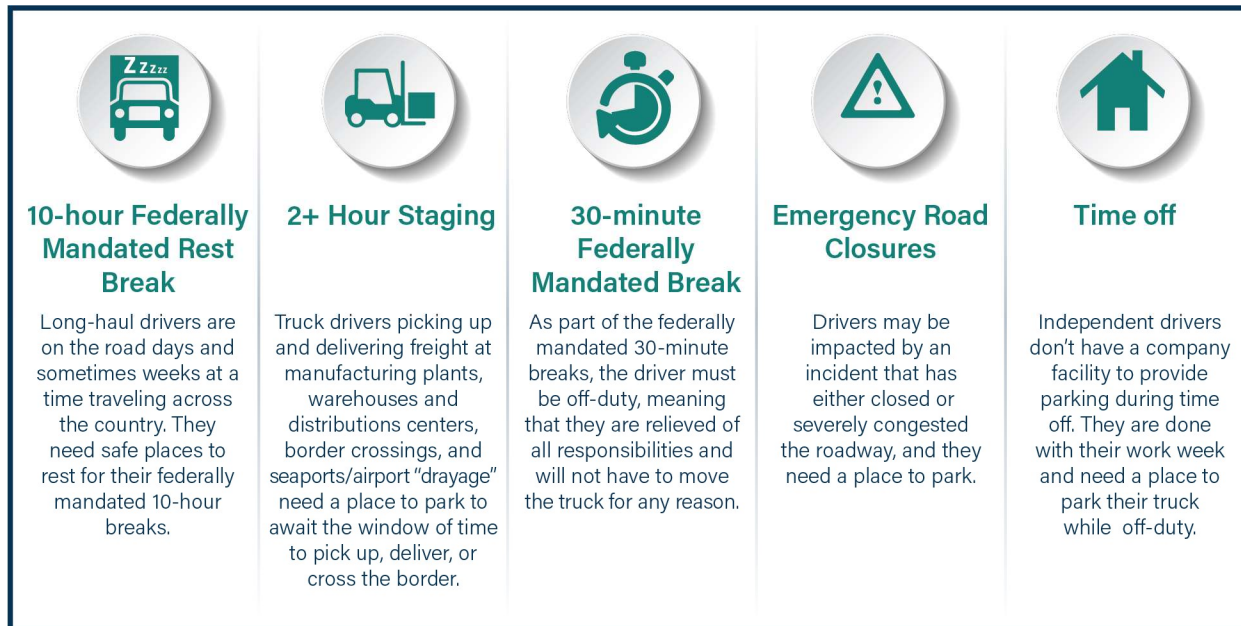 Z z z z z
10-hour Federally
Mandated Rest
Break
Long-haul drivers are
on the road days and
sometimes weeks at a
time traveling across
the country. They
need safe places to
rest for their federally
mandated 10-hour
breaks.
2+ Hour Staging
Truck drivers picking up
and delivering freight at
manufacturing plants,
warehouses and
distributions centers,
border crossings, and
seaports/airport “drayage”
need a place to park to
await the window of time
to pick up, deliver, or
cross the border.
30-minute
Federally
Mandated Break
As part of the federally
mandated 30-minute
breaks, the driver must
be off-duty, meaning
that they are relieved of
all responsibilities and
will not have to move
the truck for any reason.
Emergency Road
Closures
Drivers may be
impacted by an
incident that has
either closed or
severely congested
the roadway, and they
need a place to park.
Time off
Independent drivers
don’t have a company
facility to provide
parking during time
off. They are done
with their work week
and need a place to
park their truck
while off-duty.